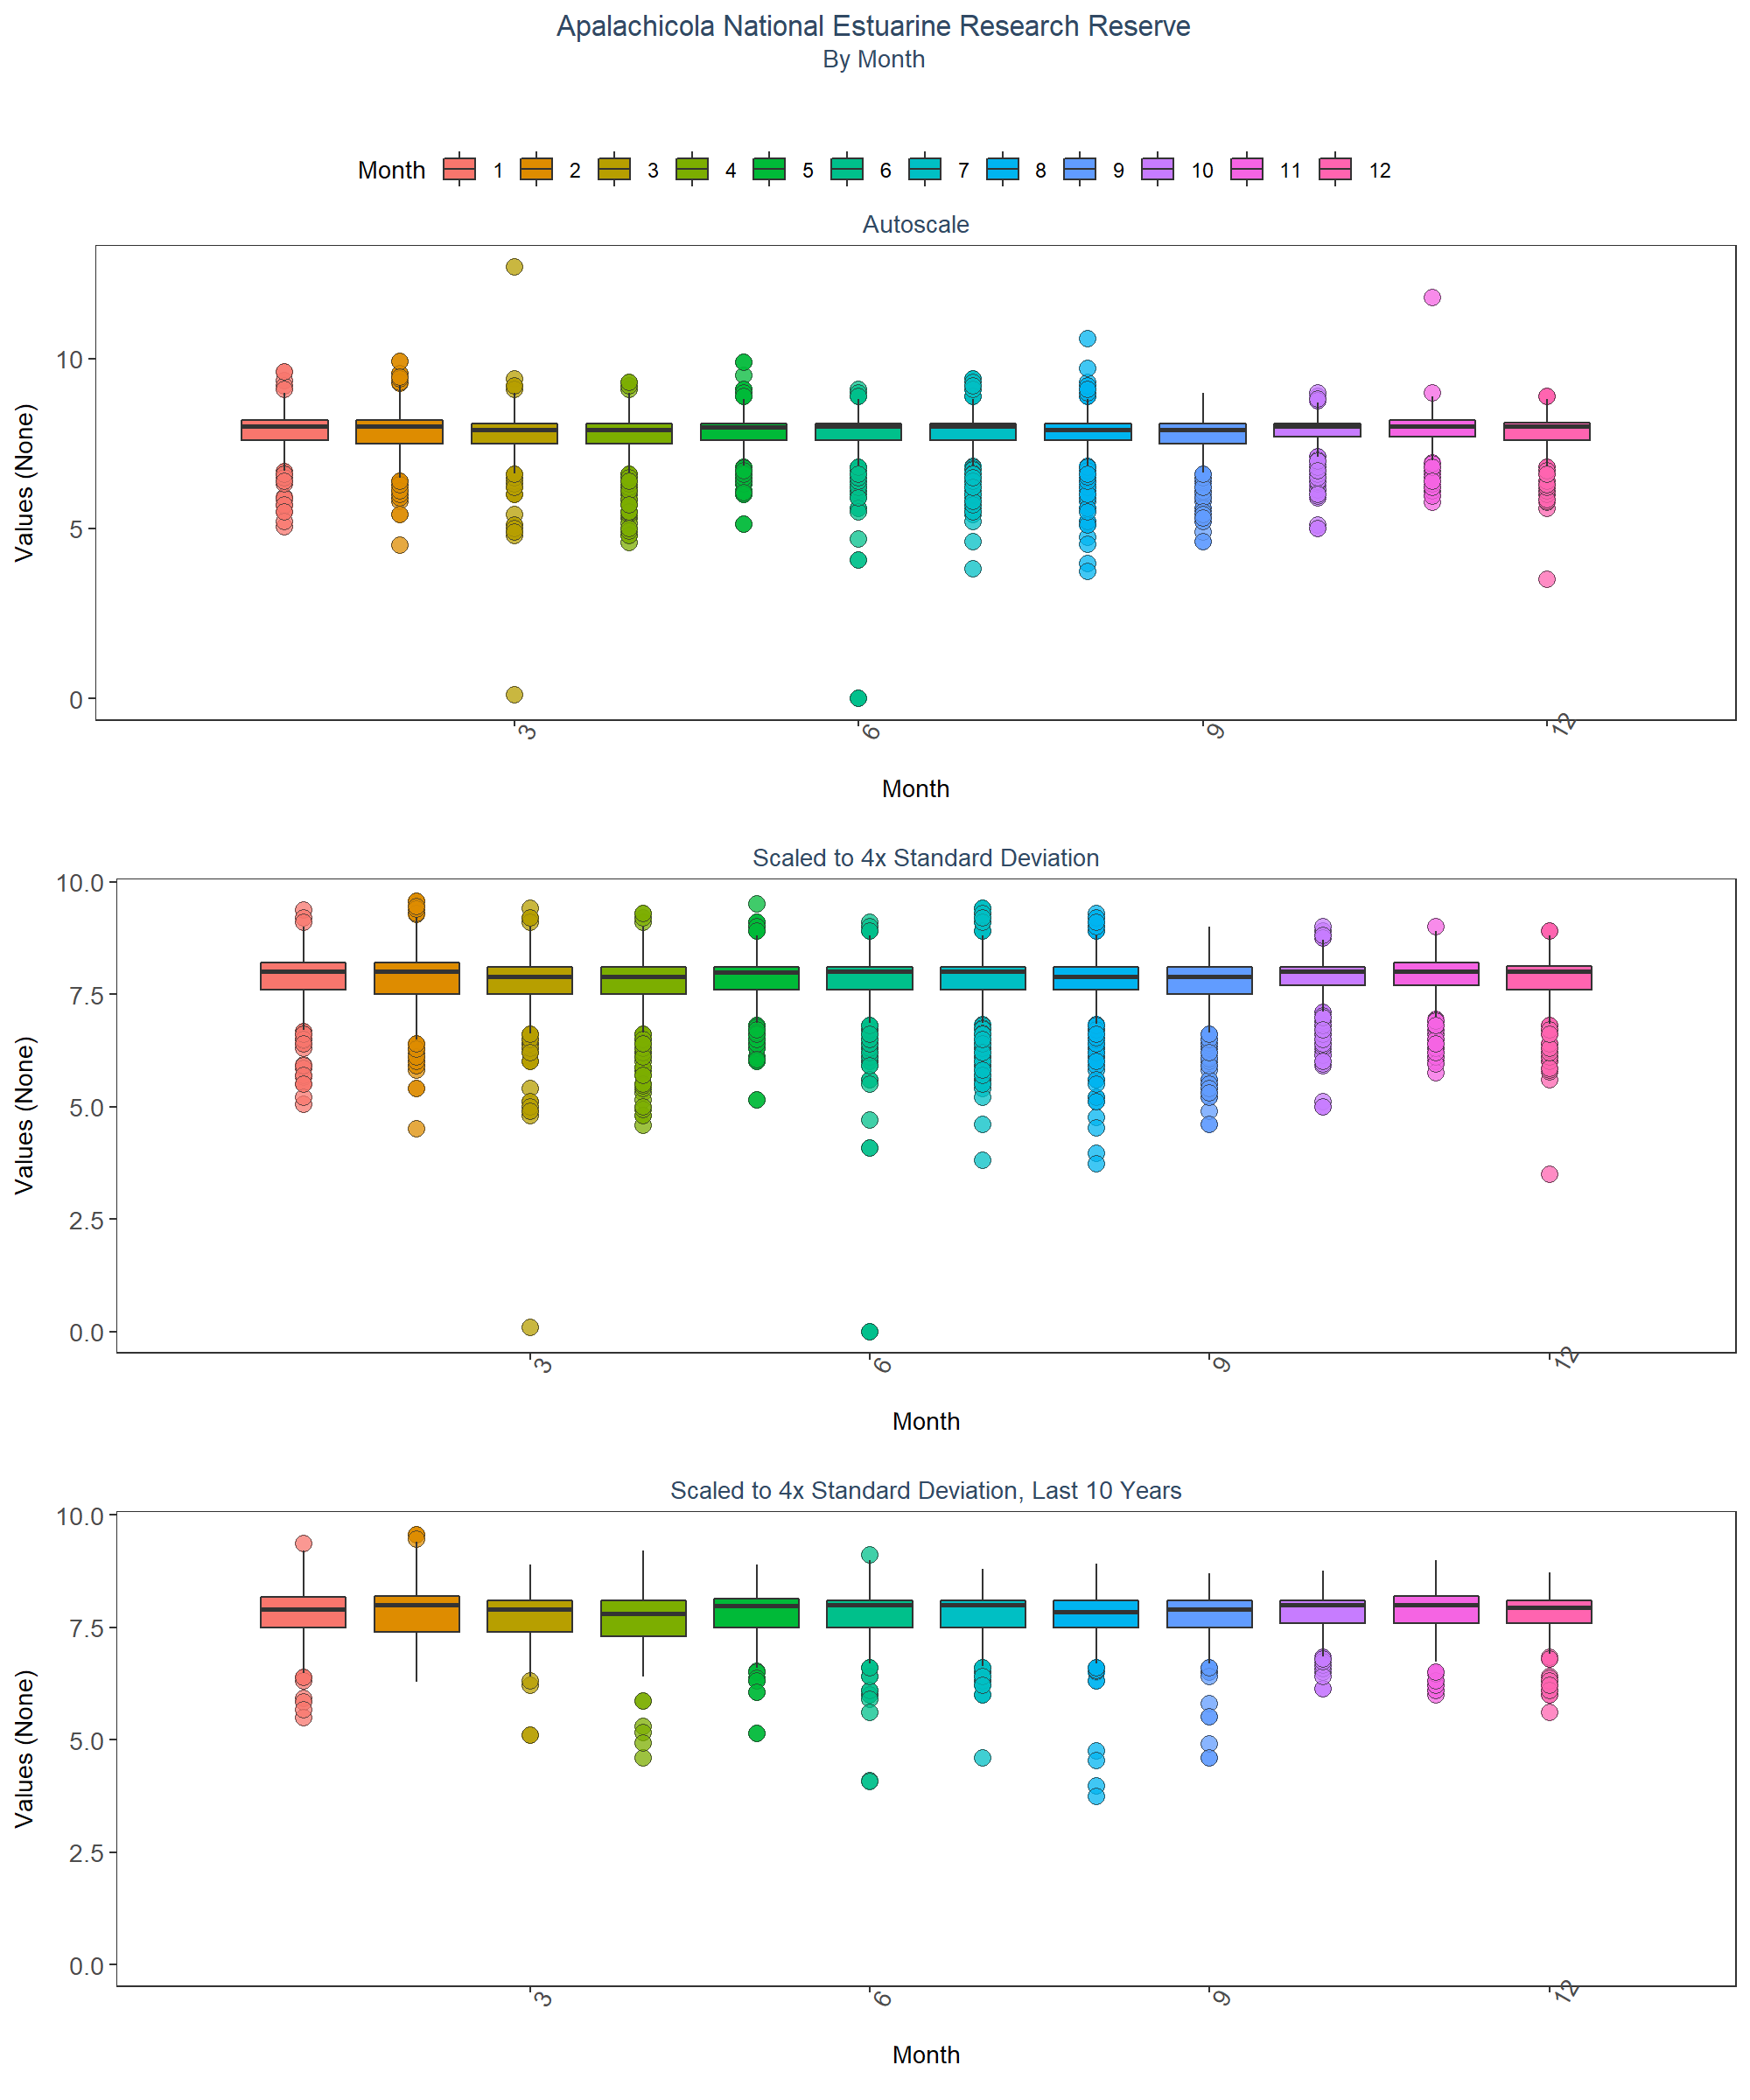 Apalachicola National Estuarine Research Reserve
By Month
Month 1 2 3 4 5 6 7 8 9 10 11 12
Autoscale
Values (None)
10
5
0
3 6 9 12
Month
Scaled to 4x Standard Deviation
Values (None)
10.0
7.5
5.0
2.5
0.0
3 6 9 12
Month
Scaled to 4x Standard Deviation, Last 10 Years
Values (None)
10.0
7.5
5.0
2.5
0.0
3 6 9 12
Month